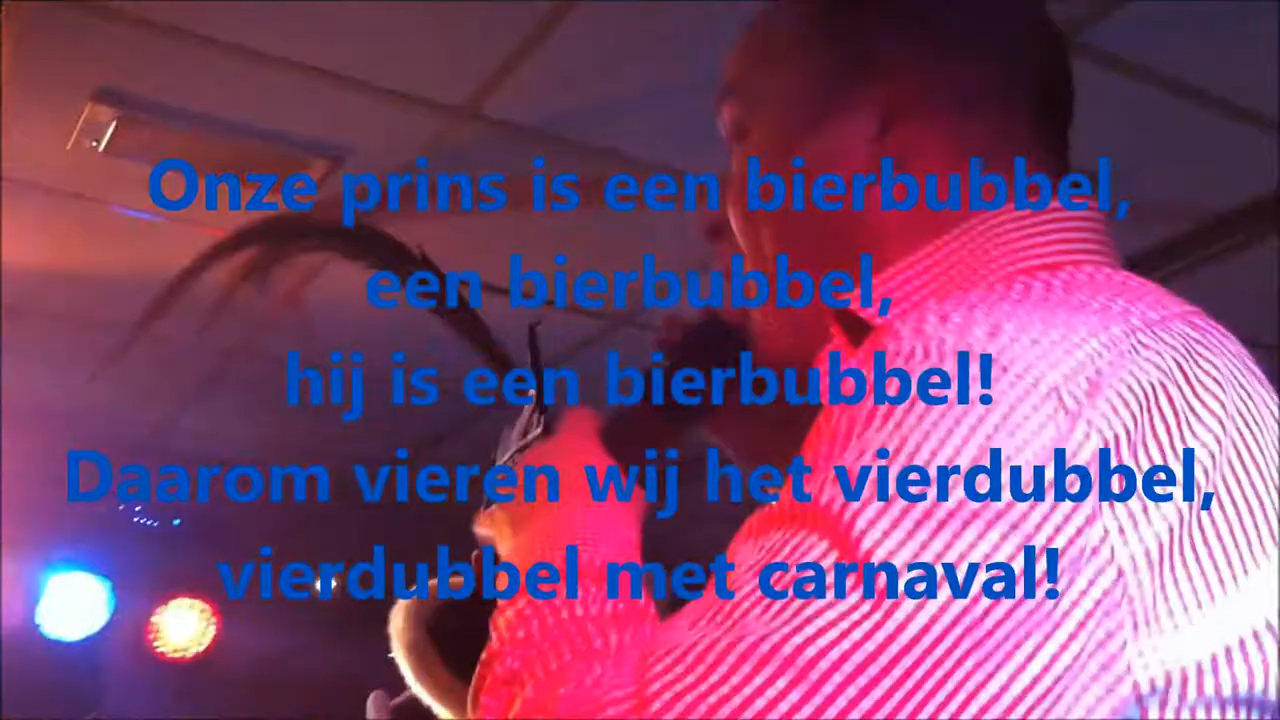 Onze prins is een bierbubbel,
een bierbubbel,
hij is een bierbubbel!
Daarom vieren wij het vierdubbel,
vierdubbel met carnaval!